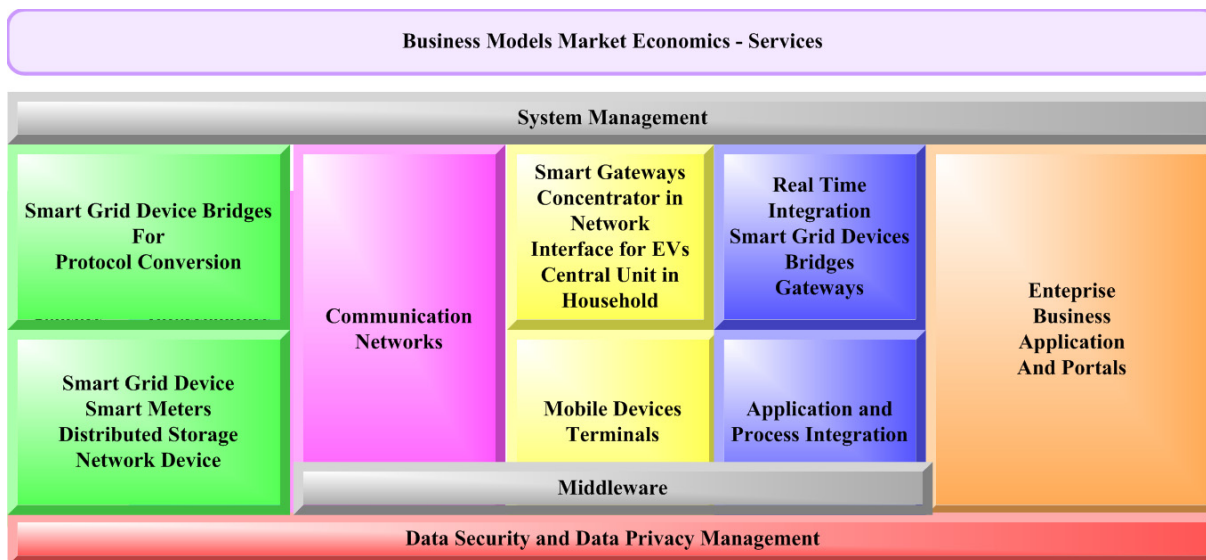 Business Models Market Economics - Services
System Management
Smart Grid Device Bridges
For
Protocol Conversion
Smart Grid Device
Smart Meters
Distributed Storage
Network Device
Communication
Networks
Smart Gateways
Concentrator in
Network
Interface for EVs
Central Unit in
Household
Mobile Devices
Terminals
Real Time
Integration
Smart Grid Devices
Bridges
Gateways
Application and
Process Integration
Enteprise
Business
Application
And Portals
Middleware
Data Security and Data Privacy Management